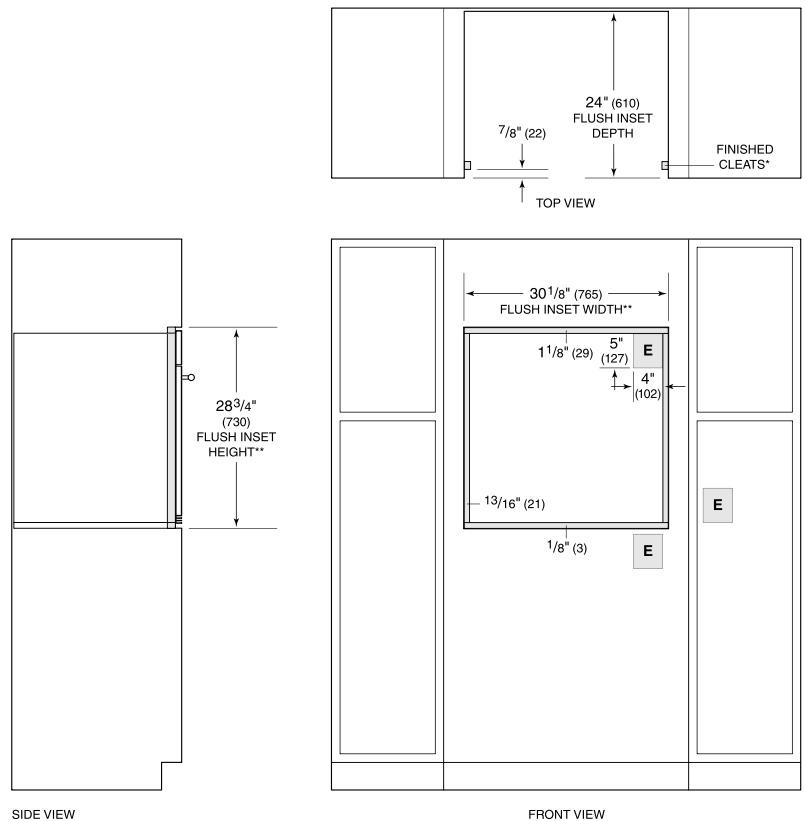 24" (610)
FLUSH INSET
DEPTH
7/8" (22)
FINISHED
CLEATS*
TOP VIEW
30 1/8" (765)
FLUSH INSET WIDTH**
1 1/8" (29)
5"
(127)
E
4"
(102)
28 3/4"
(730)
FLUSH INSET
HEIGHT**
13/16" (21)
E
1/8" (3)
E
SIDE VIEW
FRONT VIEW